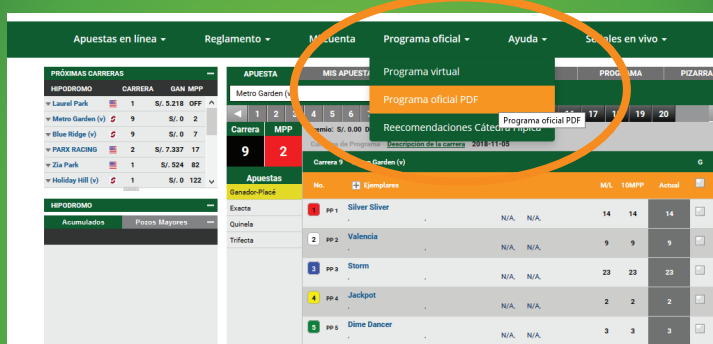 Apuestas en línea Reglamento Mi cuenta Programa oficial Ayuda Señales en vivo
Programa virtual
Programa oficial PDF
Reecomendaciones Cátedra Hípica
Programa oficial PDF
PRÓXIMAS CARRERAS
HIPODROMO CARRERA GAN MPP
Laurel Park 1 S/. 5.218 OFF
Metro Garden (v) 9 S/. 0 2
Blue Ridge (v) 9 S/. 0 7
PARX RACING 2 S/. 7.337 17
Zia Park 1 S/. 524 82
Holiday Hill (v) 1 S/. 0 122
HIPODROMO
Acumulados Pozos Mayores
APUESTA MIS APUESTAS PROGRAMA PIZARRA
Metro Garden (v)
1 2 3 4 5 6 7 16 17 18 19 20
Carrera MPP
9 2
Premio: S/. 0.00
de Programa Descripción de la carrera 2018-11-05
Apuestas
Ganador-Placé
Exacta
Quinela
Trifecta
Carrera 9 Garden (v) G
No. Ejemplares M/L 10MPP Actual
1 PP 1 Silver Sliver N/A, N/A, 14 14 14
2 PP 2 Valencia N/A, N/A, 9 9 9
3 PP 3 Storm N/A, N/A, 23 23 23
4 PP 4 Jackpot N/A, N/A, 2 2 2
5 PP 5 Dime Dancer N/A, N/A, 3 3 3